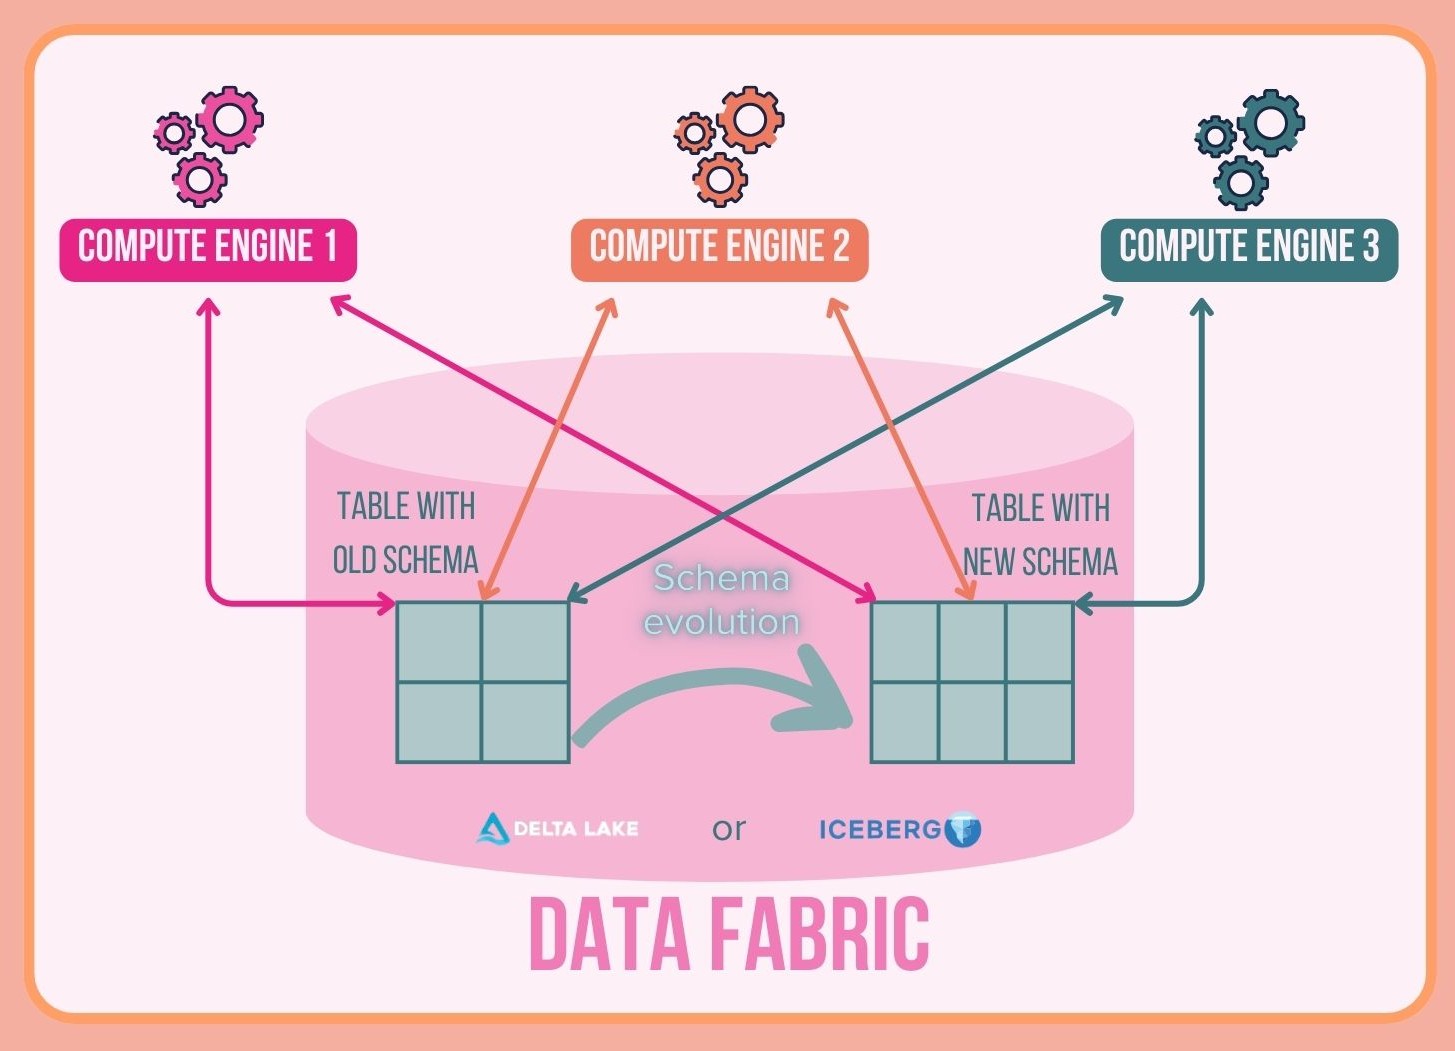 COMPUTE ENGINE 1
COMPUTE ENGINE 2
COMPUTE ENGINE 3
TABLE WITH
OLD SCHEMA
TABLE WITH
NEW SCHEMA
Schema
evolution
DELTA LAKE
or
ICEBERG
DATA FABRIC